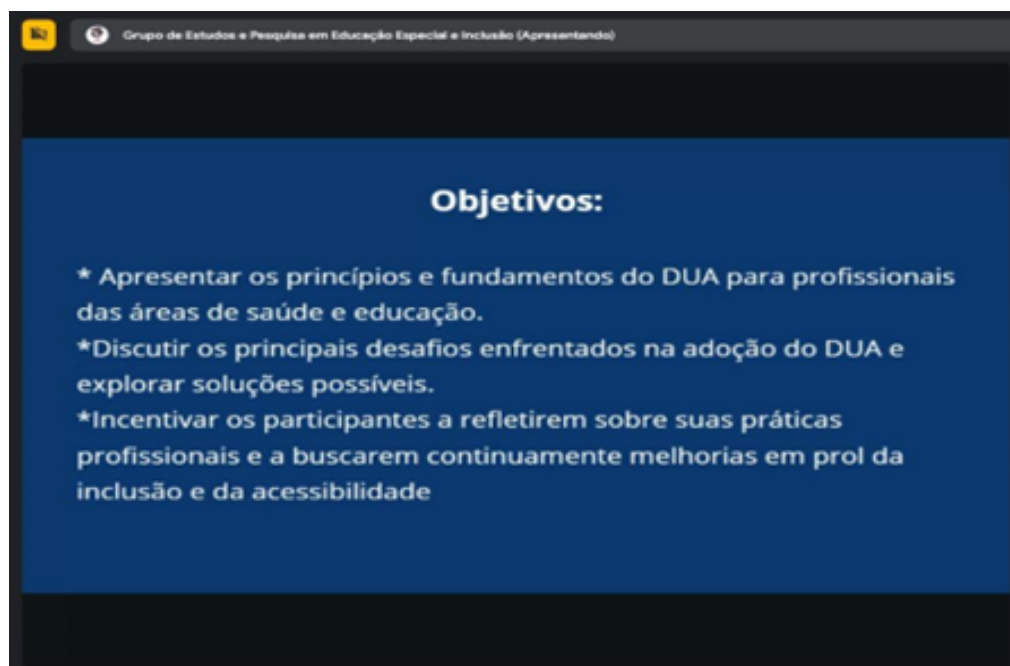 Grupo de Estudos e Pesquisa em Educação Especial e Inclusão (Apresentando)
Objetivos:
* Apresentar os princípios e fundamentos do DUA para profissionais
das áreas de saúde e educação.
*Discutir os principais desafios enfrentados na adoção do DUA e
explorar soluções possíveis.
*Incentivar os participantes a refletirem sobre suas práticas
profissionais e a buscarem continuamente melhorias em prol da
inclusão e da acessibilidade